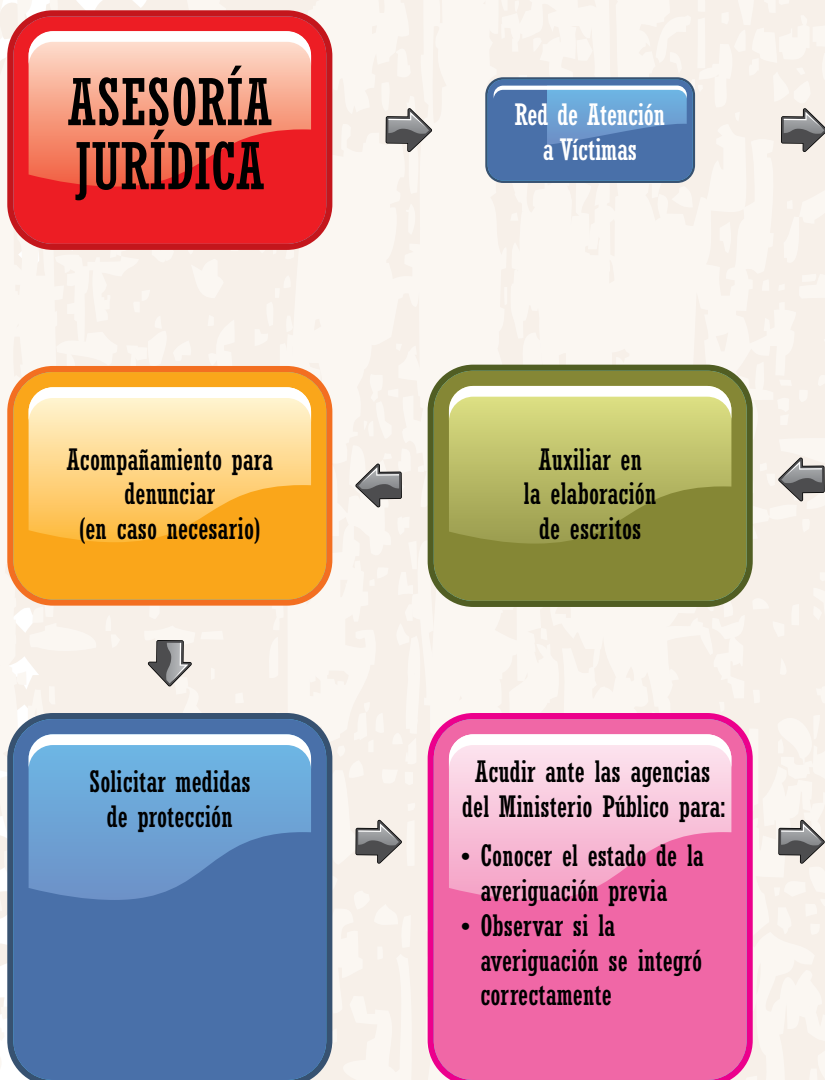 ASESORÍA
JURÍDICA
Red de Atención
a Víctimas
Auxiliar en
la elaboración
de escritos
Acompañamiento para
denunciar
(en caso necesario)
Solicitar medidas
de protección
Acudir ante las agencias
del Ministerio Público para:
• Conocer el estado de la
averiguación previa
• Observar si la
averiguación se integró
correctamente